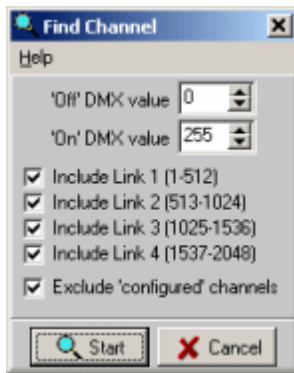 Find Channel
Help
'Off' DMX value 0
'On' DMX value 255
Include Link 1 (1-512)
Include Link 2 (513-1024)
Include Link 3 (1025-1536)
Include Link 4 (1537-2048)
Exclude 'configured' channels
Start Cancel